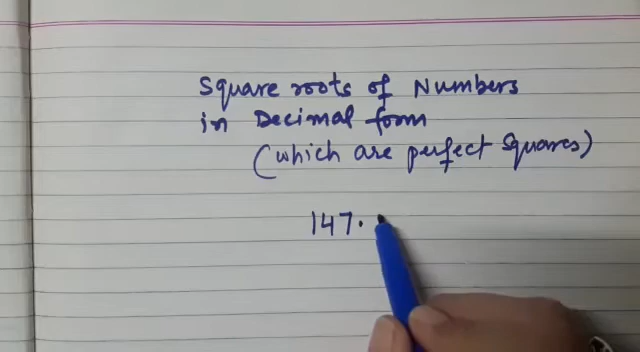 Square roots of Numbers
in Decimal form
(which are perfect Squares)
147.